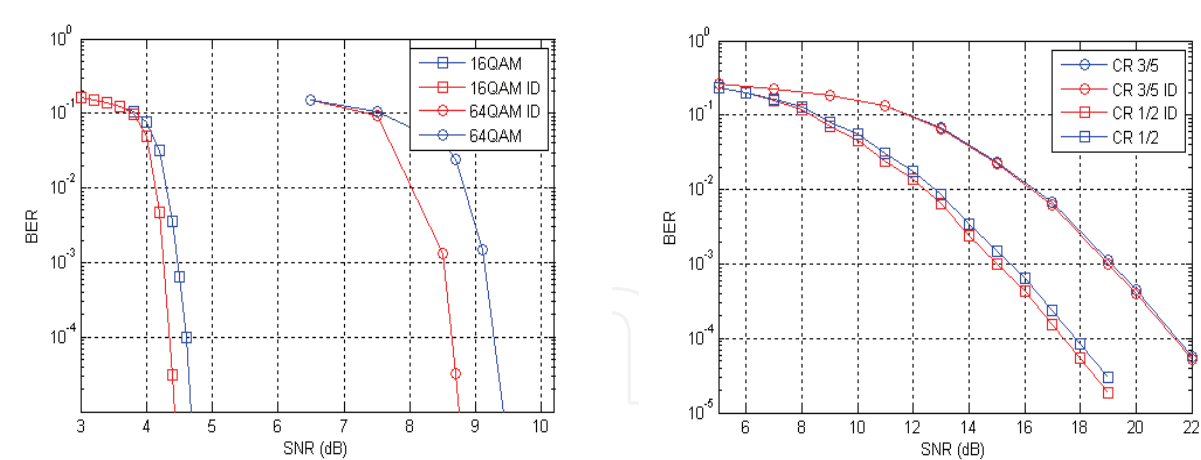 10^0
10^-1
10^-2
10^-3
10^-4
BER
3 4 5 6 7 8 9 10
SNR (dB)
16QAM
16QAM ID
64QAM ID
64QAM
10^0
10^-1
10^-2
10^-3
10^-4
10^-5
BER
6 8 10 12 14 16 18 20 22
SNR (dB)
CR 3/5
CR 3/5 ID
CR 1/2 ID
CR 1/2